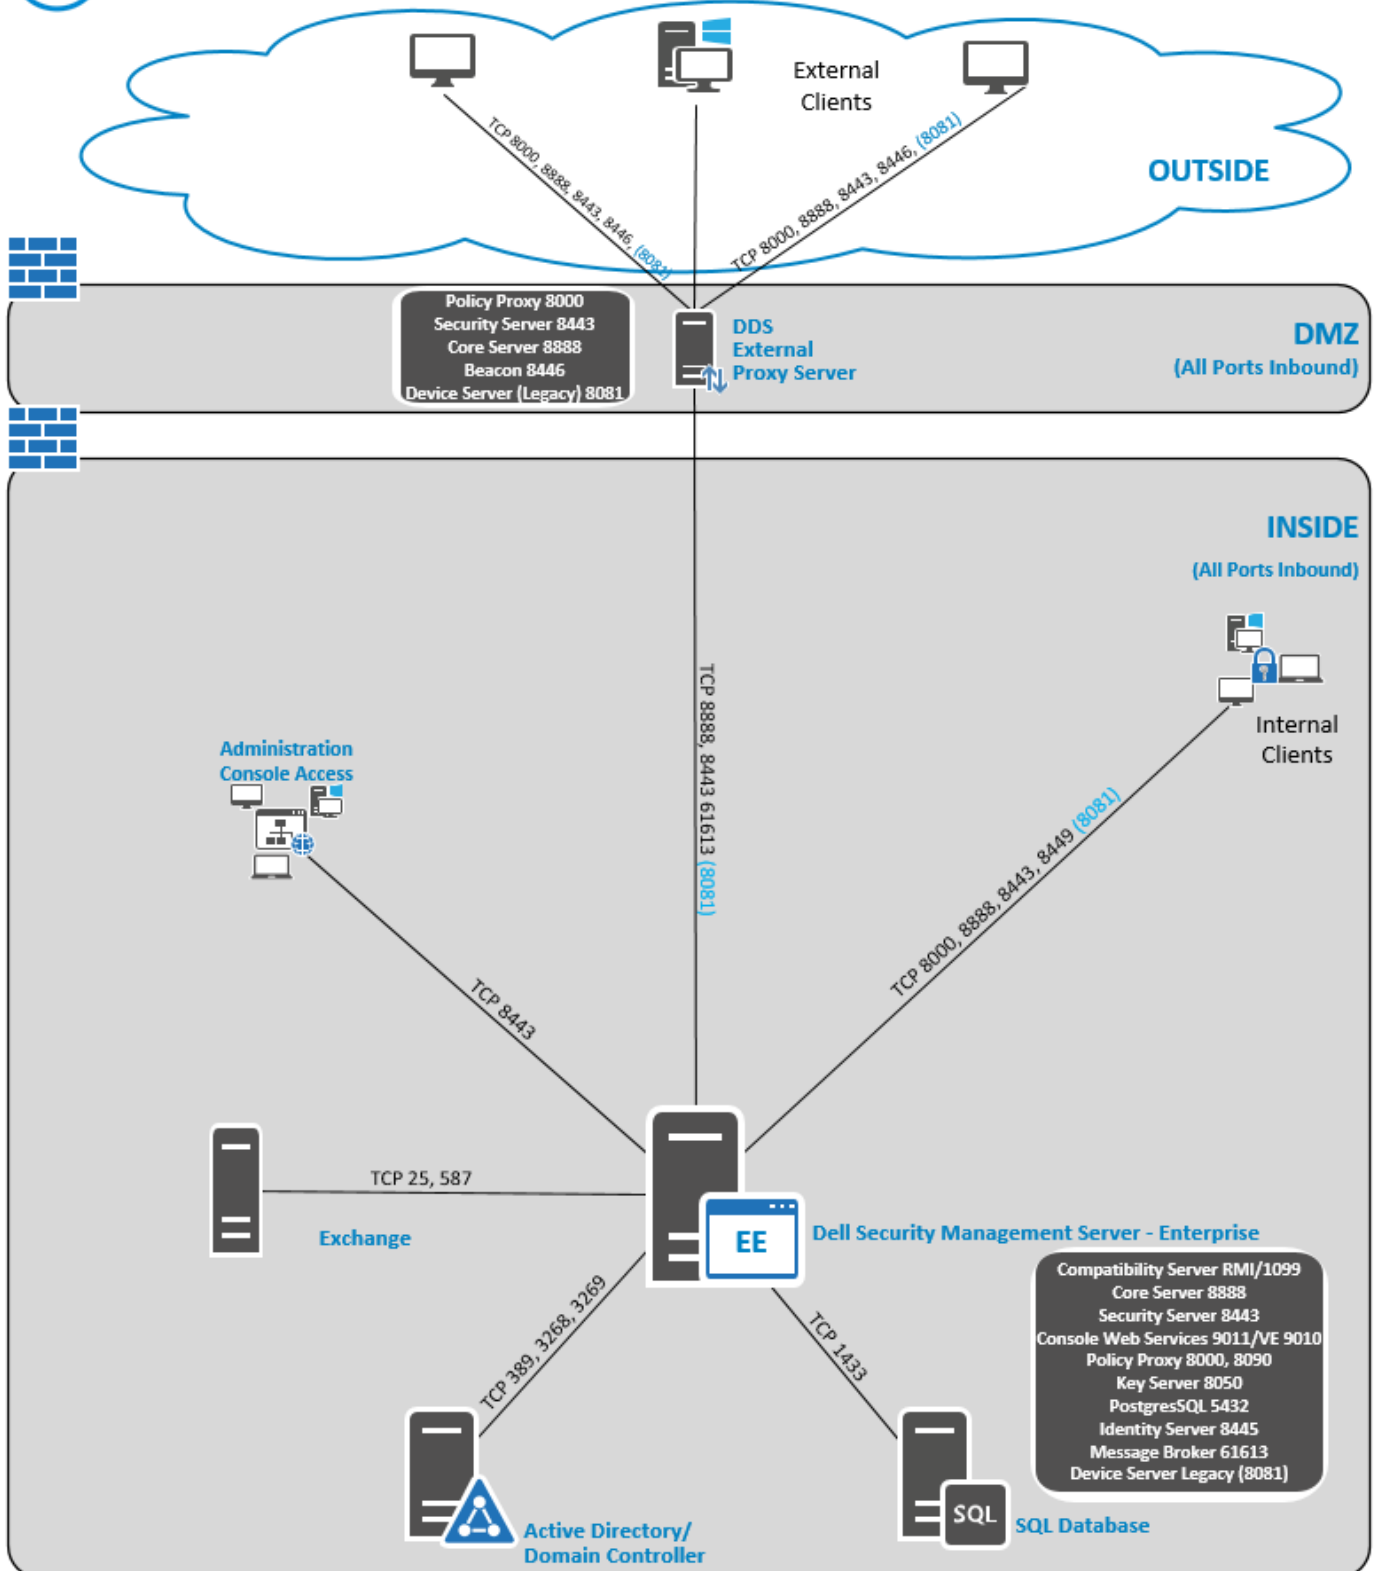 External
Clients
TCP 8000, 8888, 8443, 8446, (8081)
TCP 8000, 8888, 8443, 8446, (8081)
OUTSIDE
Policy Proxy 8000
Security Server 8443
Core Server 8888
Beacon 8446
Device Server (Legacy) 8081
DDS
External
Proxy Server
DMZ
(All Ports Inbound)
INSIDE
(All Ports Inbound)
TCP 8888, 8443 61613 (8081)
Internal
Clients
Administration
Console Access
TCP 8000, 8888, 8443, 8449 (8081)
TCP 8443
TCP 25, 587
Exchange
EE
Dell Security Management Server - Enterprise
Compatibility Server RMI/1099
Core Server 8888
Security Server 8443
Console Web Services 9011/VE 9010
Policy Proxy 8000, 8090
Key Server 8050
PostgresSQL 5432
Identity Server 8445
Message Broker 61613
Device Server Legacy (8081)
TCP 389, 3268, 3269
TCP 1433
SQL
SQL Database
Active Directory/
Domain Controller